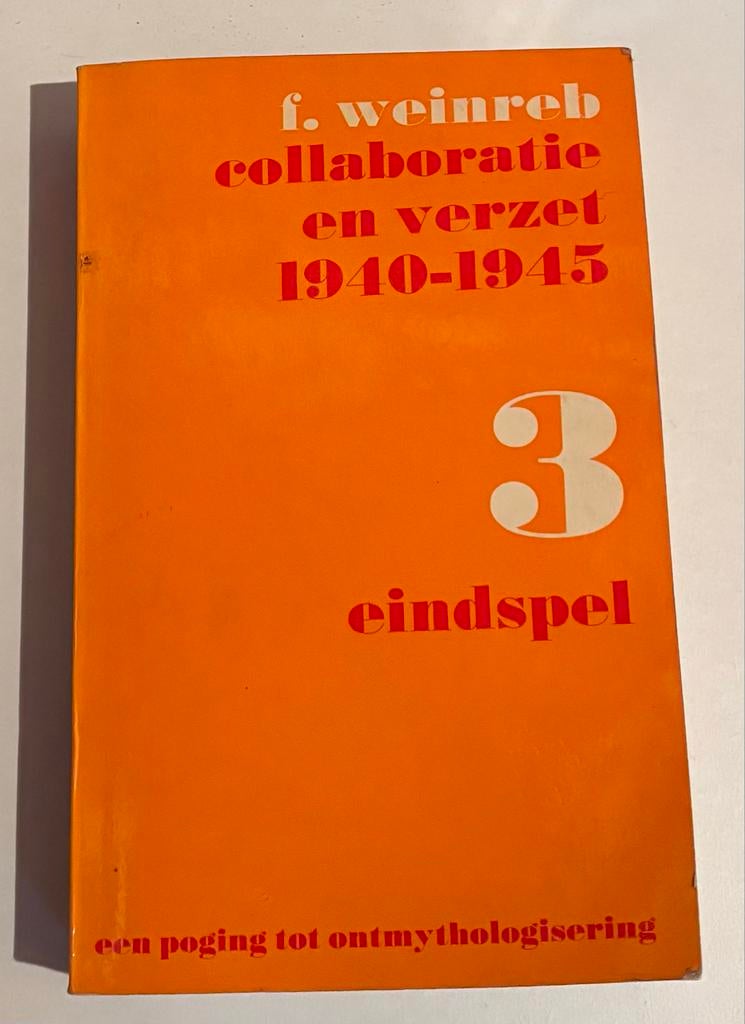 f. weinreb
collaboratie
en verzet
1940-1945
3
eindspel
een poging tot ontmythologisering